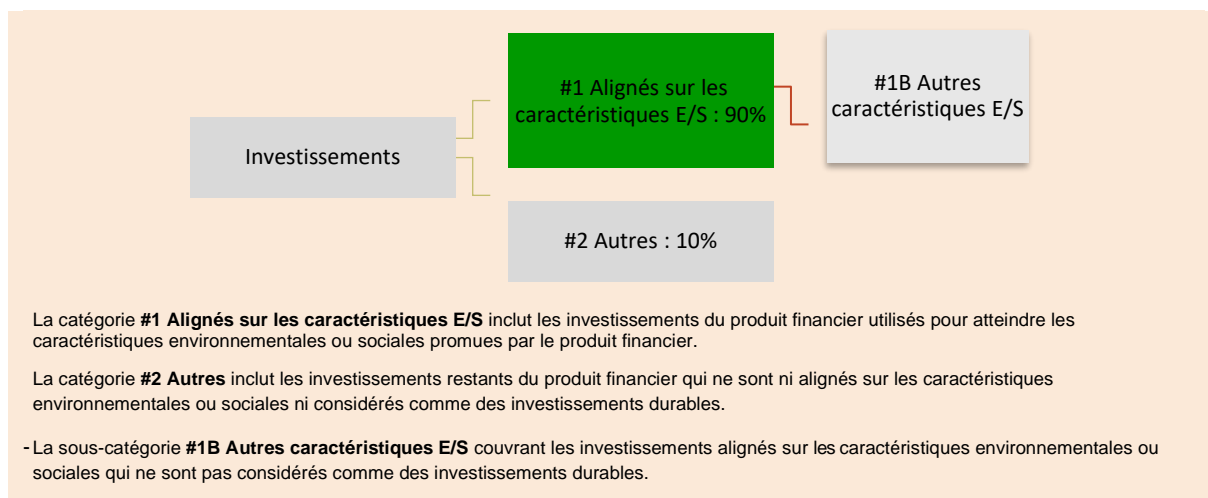 #1 Alignés sur les
caractéristiques E/S : 90%
#1B Autres
caractéristiques E/S
Investissements
#2 Autres : 10%
La catégorie #1 Alignés sur les caractéristiques E/S inclut les investissements du produit financier utilisés pour atteindre les
caractéristiques environnementales ou sociales promues par le produit financier.
La catégorie #2 Autres inclut les investissements restants du produit financier qui ne sont ni alignés sur les caractéristiques
environnementales ou sociales ni considérés comme des investissements durables.
- La sous-catégorie #1B Autres caractéristiques E/S couvrant les investissements alignés sur les caractéristiques environnementales ou
sociales qui ne sont pas considérés comme des investissements durables.